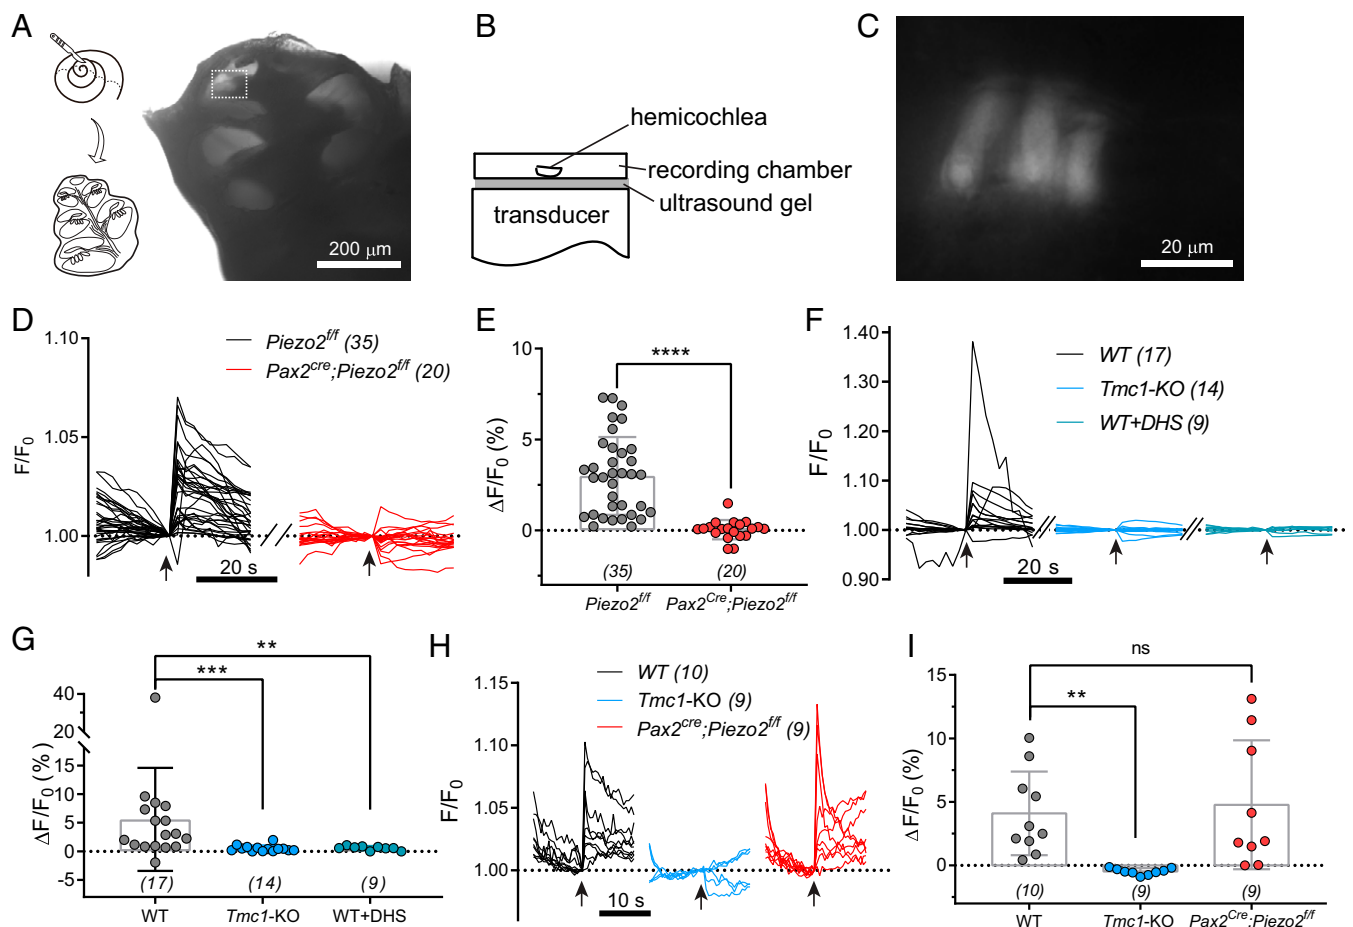 A
200 μm
B
hemicochlea
recording chamber
ultrasound gel
transducer
C
20 μm
D
F/F0
1.10
1.05
1.00
Piezo2f/f (35)
Pax2cre;Piezo2f/f (20)
20 s
E
ΔF/F0 (%)
10
5
0
****
(35)
(20)
Piezo2f/f
Pax2Cre;Piezo2f/f
F
F/F0
1.40
1.30
1.20
1.10
1.00
0.90
WT (17)
Tmc1-KO (14)
WT+DHS (9)
20 s
G
ΔF/F0 (%)
40
20
15
10
5
0
-5
**
***
(17)
(14)
(9)
WT
Tmc1-KO
WT+DHS
H
F/F0
1.15
1.10
1.05
1.00
WT (10)
Tmc1-KO (9)
Pax2cre;Piezo2f/f (9)
10 s
I
ΔF/F0 (%)
15
10
5
0
ns
**
(10)
(9)
(9)
WT
Tmc1-KO
Pax2Cre;Piezo2f/f